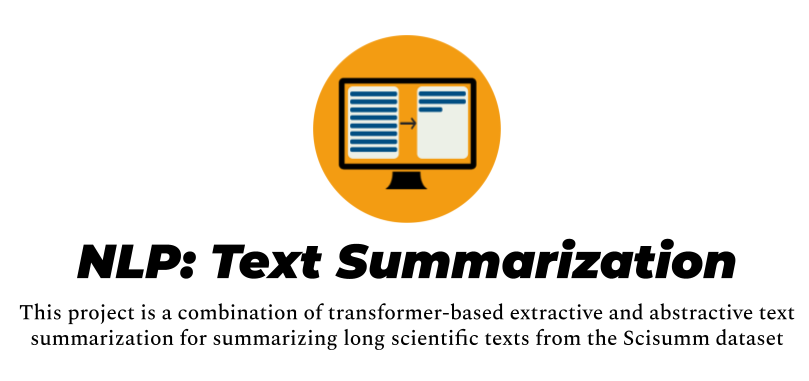 NLP: Text Summarization
This project is a combination of transformer-based extractive and abstractive text
summarization for summarizing long scientific texts from the Scisumm dataset